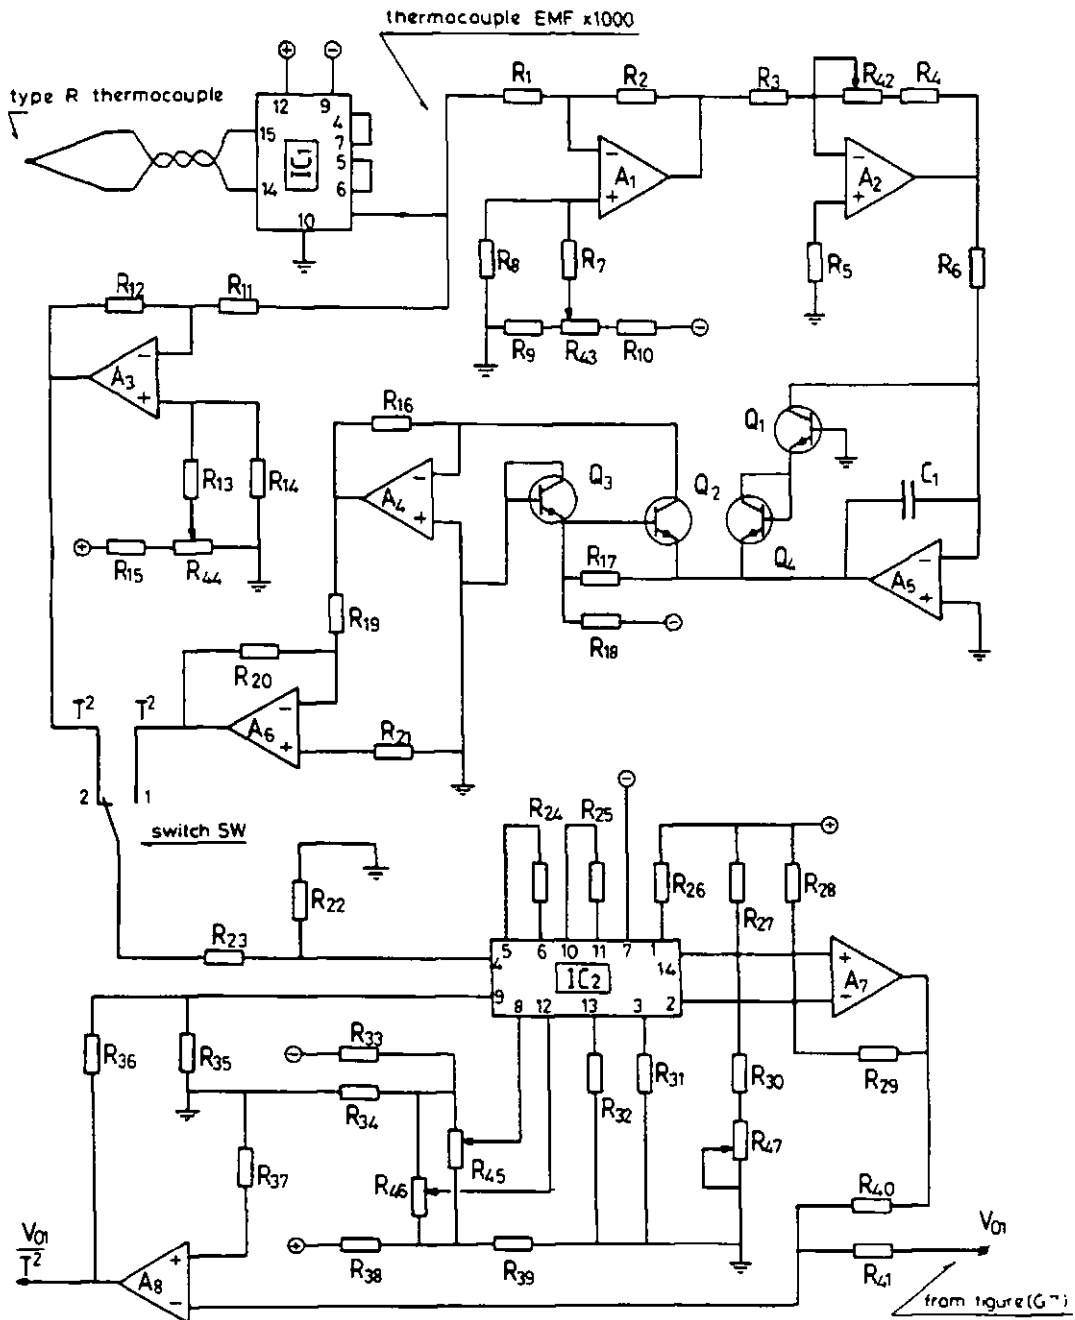 thermocouple EMF x1000
type R thermocouple
⊕ ⊖
12 9
4
15 7
IC1 5
14 6
10
R1 R2 R3 R42 R4
− A1 +
− A2 +
R8 R7 R5 R6
R9 R43 R10 ⊖
R12 R11
A3 − +
R13 R14
⊕ R15 R44
R16
A4 − +
Q3 Q2 Q1 C1
Q4
R17 A5 − +
R18 ⊖
R19
R20
A6 − +
R21
T² T²
2 1
switch SW
⊖
R24 R25 ⊕
R22 R26 R27 R28
R23
5 6 10 11 7 1
4 14
IC2
9 8 12 13 3 2
+ A7 −
R36 R35 R33
⊖
R34 R32 R31 R30 R29
R37 R46 R45 R47
R40
⊕ R38 R39
V01
T²
A8 + −
R41 V01
from figure(G